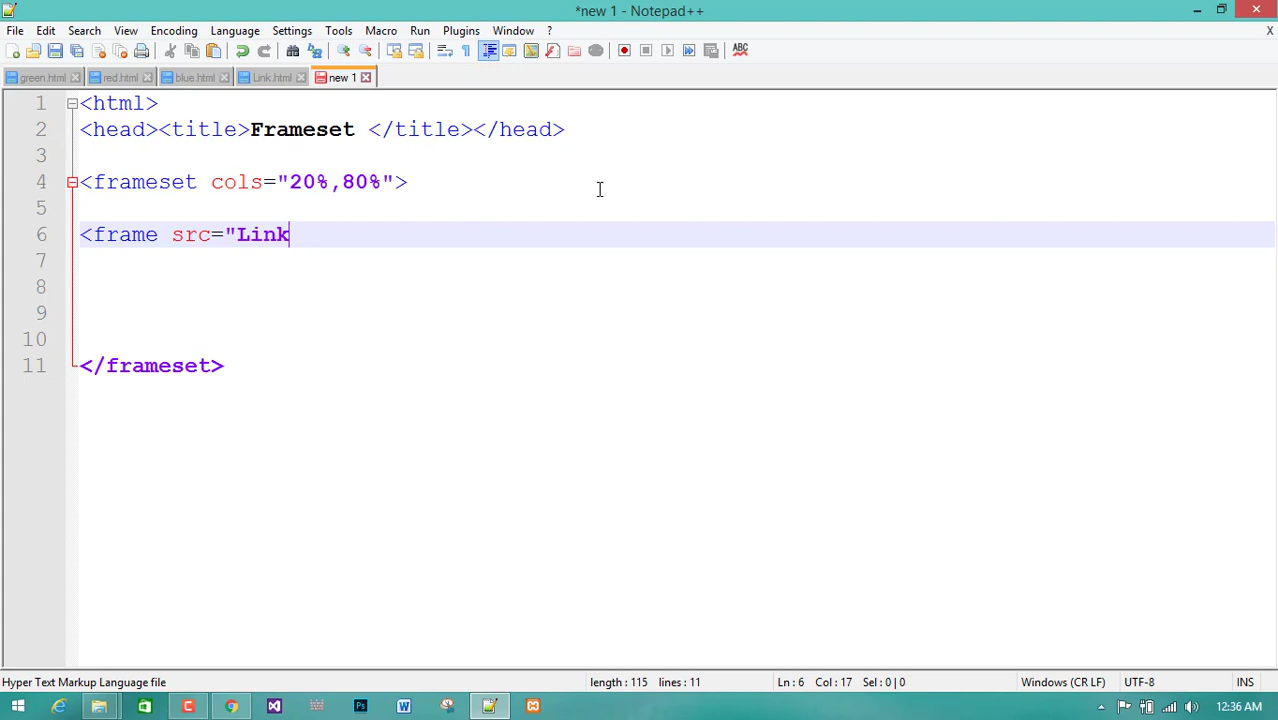 *new 1 - Notepad++
File Edit Search View Encoding Language Settings Tools Macro Run Plugins Window ? X
ABC
green.html red.html blue.html Link.html new 1
1 <html>
2 <head><title>Frameset </title></head>
3
4 <frameset cols="20%,80%">
5
6 <frame src="Link
7
8
9
10
11 </frameset>
Hyper Text Markup Language file length : 115 lines : 11 Ln : 6 Col : 17 Sel : 0 | 0 Windows (CR LF) UTF-8 INS
12:36 AM